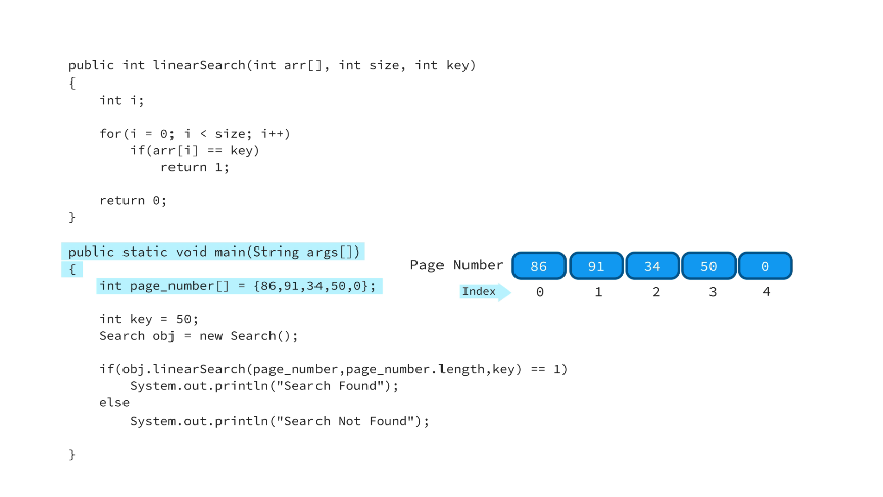 public int linearSearch(int arr[], int size, int key)
{
int i;
for(i = 0; i < size; i++)
if(arr[i] == key)
return 1;
return 0;
}
public static void main(String args[])
{
int page_number[] = {86,91,34,50,0};
int key = 50;
Search obj = new Search();
if(obj.linearSearch(page_number,page_number.length,key) == 1)
System.out.println("Search Found");
else
System.out.println("Search Not Found");
}
Page Number 86 91 34 50 0
Index 0 1 2 3 4